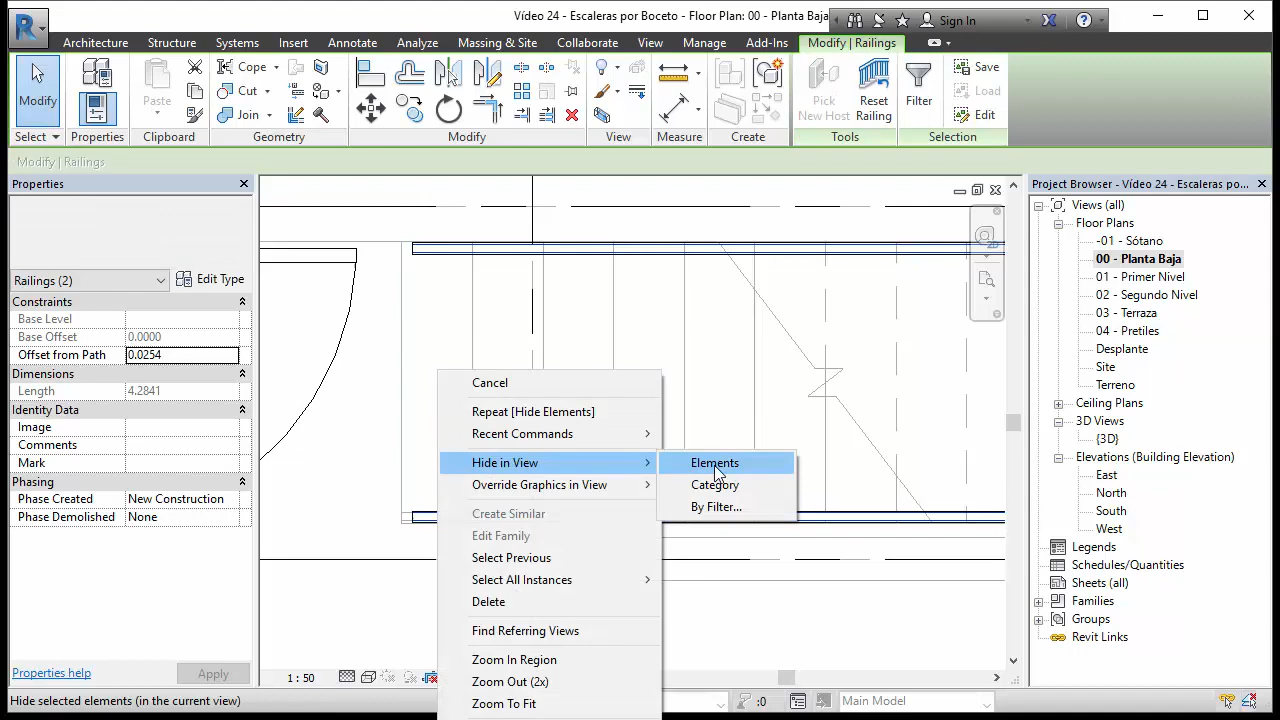 Vídeo 24 - Escaleras por Boceto - Floor Plan: 00 - Planta Baja
Sign In
Architecture
Structure
Systems
Insert
Annotate
Analyze
Massing & Site
Collaborate
View
Manage
Add-Ins
Modify | Railings
Modify
Properties
Paste
Cope
Cut
Join
Pick
New Host
Reset
Railing
Filter
Save
Load
Edit
Select
Properties
Clipboard
Geometry
Modify
View
Measure
Create
Tools
Selection
Modify | Railings
Properties
Railings (2)
Edit Type
Constraints
Base Level
Base Offset 0.0000
Offset from Path 0.0254
Dimensions
Length 4.2841
Identity Data
Image
Comments
Mark
Phasing
Phase Created New Construction
Phase Demolished None
Properties help
Apply
2D
Cancel
Repeat [Hide Elements]
Recent Commands
Hide in View
Override Graphics in View
Create Similar
Edit Family
Select Previous
Select All Instances
Delete
Find Referring Views
Zoom In Region
Zoom Out (2x)
Zoom To Fit
Elements
Category
By Filter...
Project Browser - Vídeo 24 - Escaleras po...
Views (all)
Floor Plans
-01 - Sótano
00 - Planta Baja
01 - Primer Nivel
02 - Segundo Nivel
03 - Terraza
04 - Pretiles
Desplante
Site
Terreno
Ceiling Plans
3D Views
{3D}
Elevations (Building Elevation)
East
North
South
West
Legends
Schedules/Quantities
Sheets (all)
Families
Groups
Revit Links
1 : 50
Hide selected elements (in the current view)
:0
Main Model